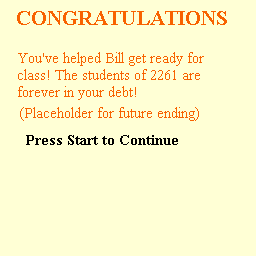 CONGRATULATIONS
You've helped Bill get ready for
class! The students of 2261 are
forever in your debt!
(Placeholder for future ending)
Press Start to Continue